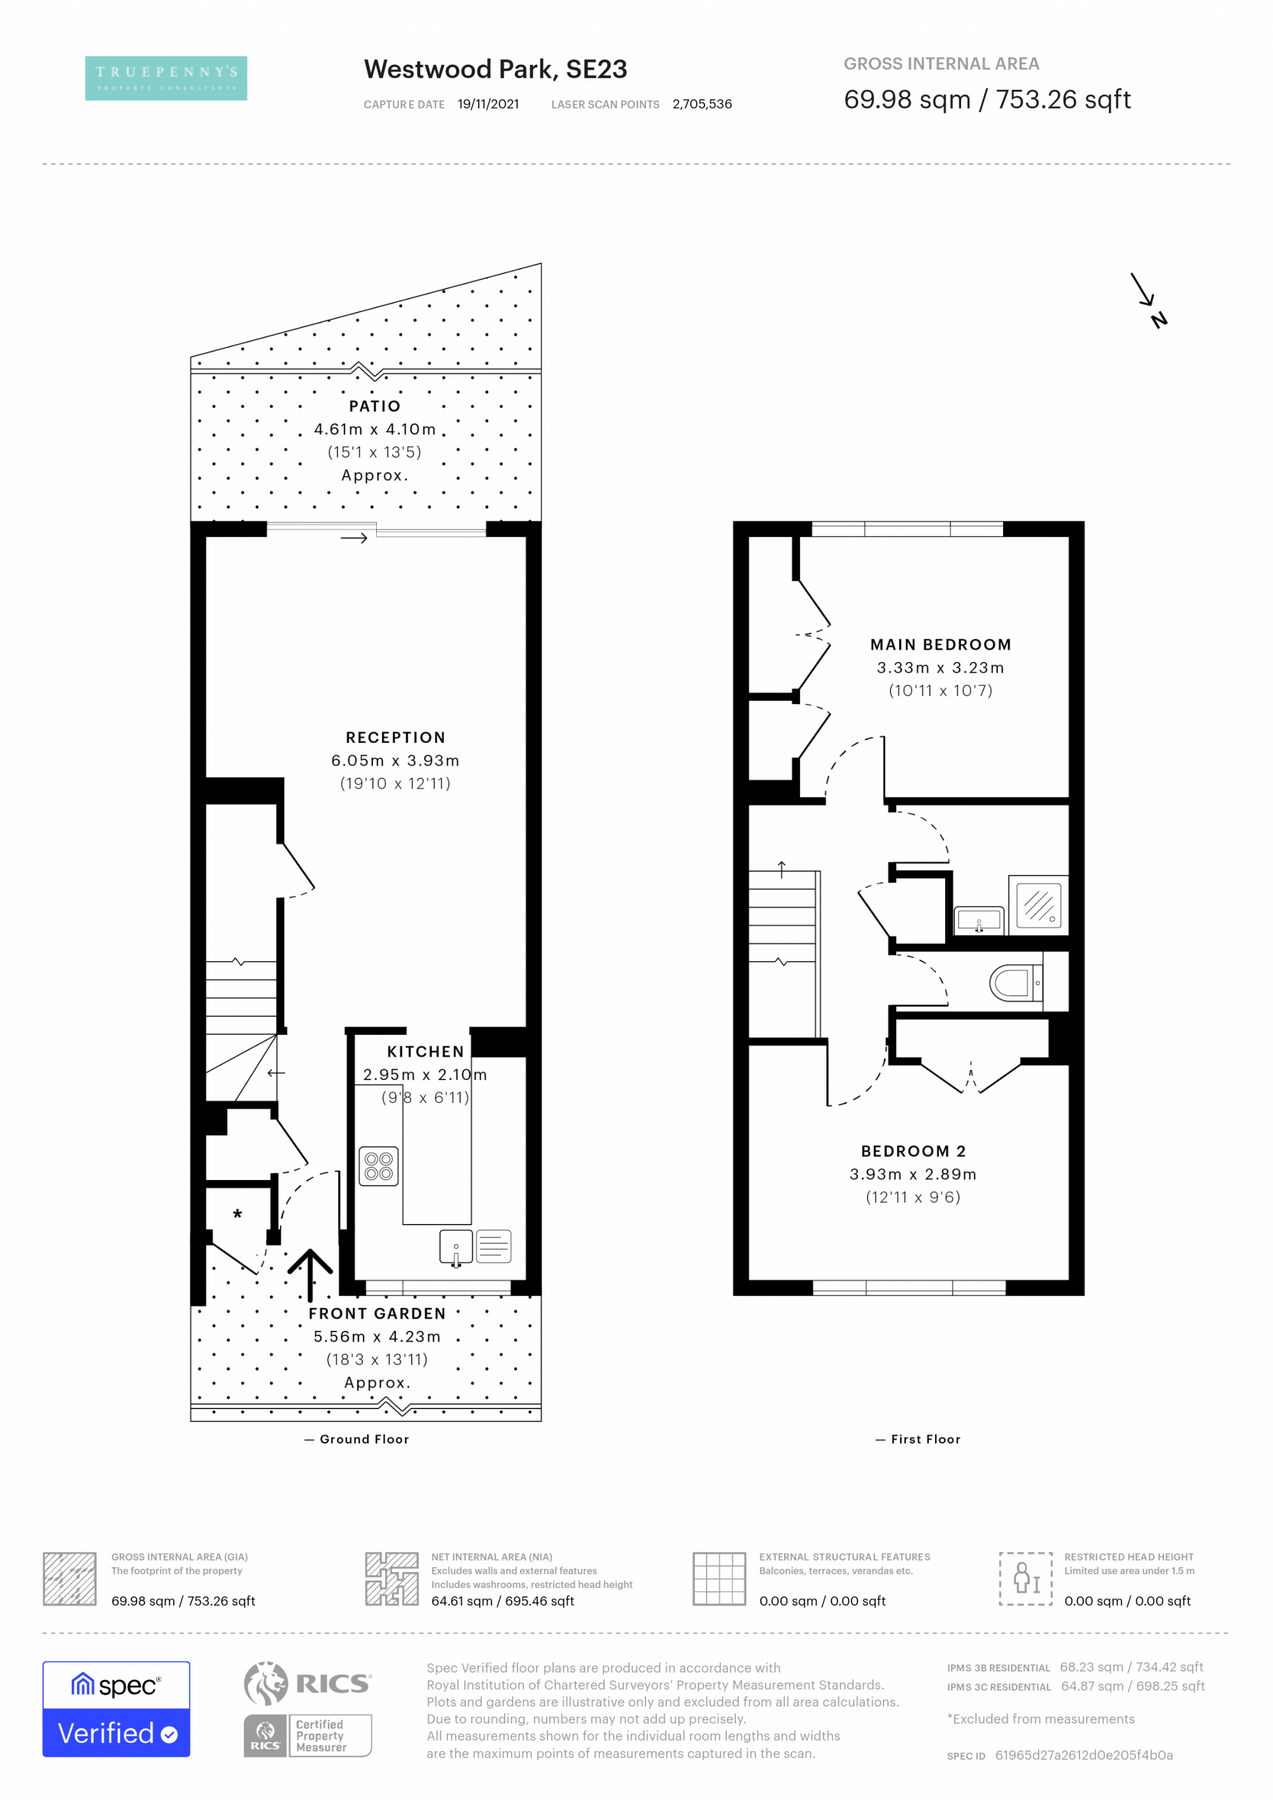 TRUEPENNY'S
PROPERTY CONSULTANTS
Westwood Park, SE23
CAPTURE DATE 19/11/2021 LASER SCAN POINTS 2,705,536
GROSS INTERNAL AREA
69.98 sqm / 753.26 sqft
N
PATIO
4.61m x 4.10m
(15'1 x 13'5)
Approx.
RECEPTION
6.05m x 3.93m
(19'10 x 12'11)
KITCHEN
2.95m x 2.10m
(9'8 x 6'11)
*
FRONT GARDEN
5.56m x 4.23m
(18'3 x 13'11)
Approx.
— Ground Floor
MAIN BEDROOM
3.33m x 3.23m
(10'11 x 10'7)
BEDROOM 2
3.93m x 2.89m
(12'11 x 9'6)
— First Floor
GROSS INTERNAL AREA (GIA)
The footprint of the property
69.98 sqm / 753.26 sqft
NET INTERNAL AREA (NIA)
Excludes walls and external features
Includes washrooms, restricted head height
64.61 sqm / 695.46 sqft
EXTERNAL STRUCTURAL FEATURES
Balconies, terraces, verandas etc.
0.00 sqm / 0.00 sqft
RESTRICTED HEAD HEIGHT
Limited use area under 1.5 m
0.00 sqm / 0.00 sqft
spec®
Verified
RICS®
RICS
Certified
Property
Measurer
Spec Verified floor plans are produced in accordance with
Royal Institution of Chartered Surveyors' Property Measurement Standards.
Plots and gardens are illustrative only and excluded from all area calculations.
Due to rounding, numbers may not add up precisely.
All measurements shown for the individual room lengths and widths
are the maximum points of measurements captured in the scan.
IPMS 3B RESIDENTIAL 68.23 sqm / 734.42 sqft
IPMS 3C RESIDENTIAL 64.87 sqm / 698.25 sqft
*Excluded from measurements
SPEC ID 61965d27a2612d0e205f4b0a